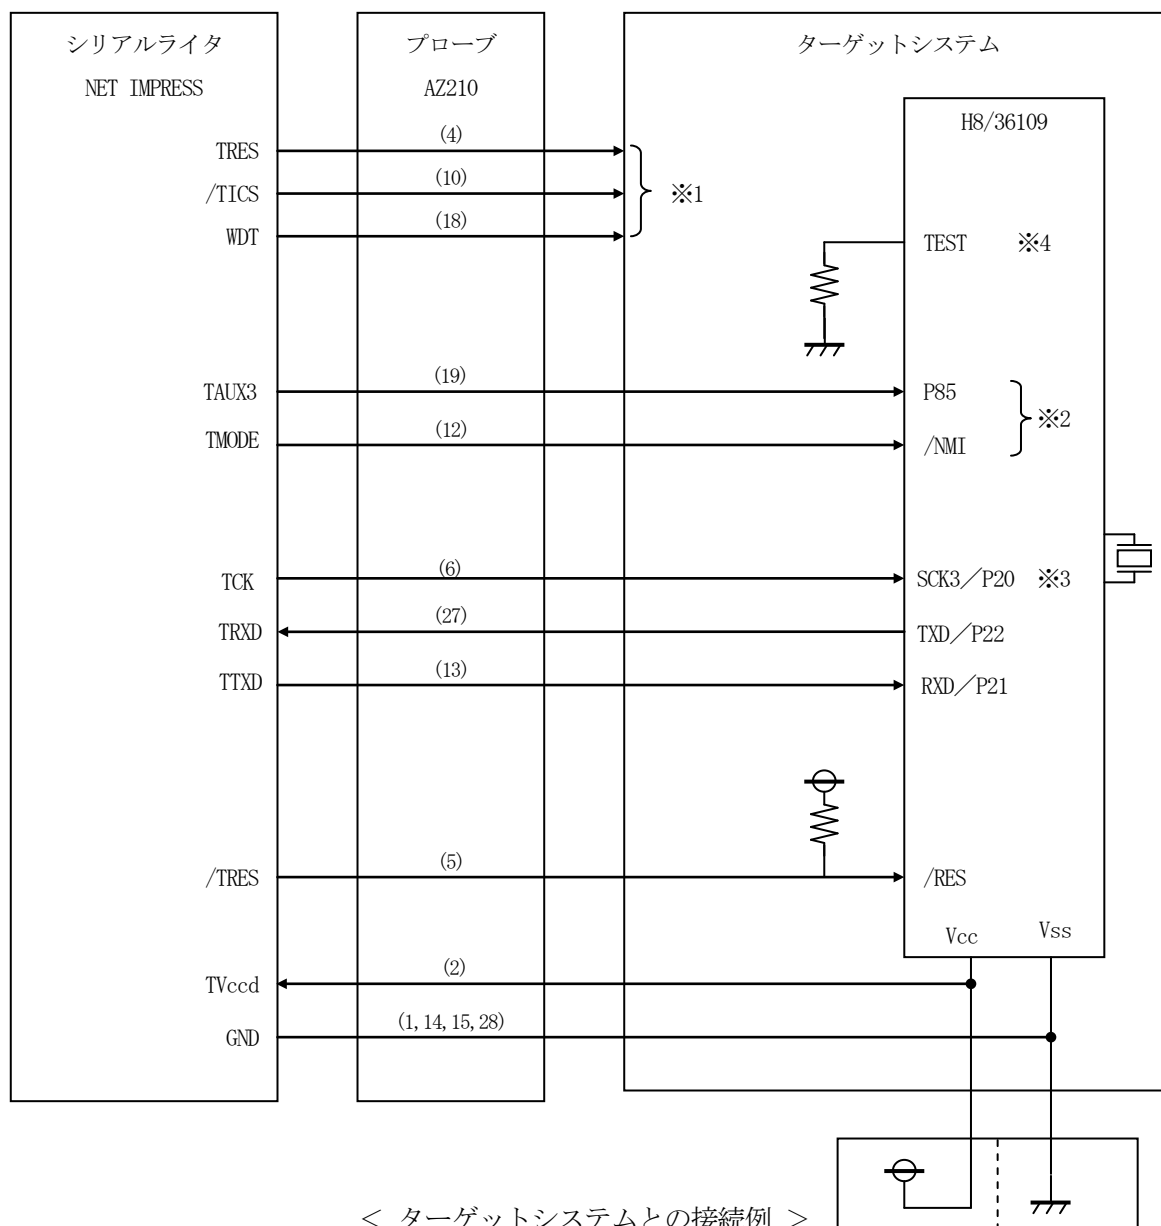 シリアルライタ
プローブ
ターゲットシステム
NET IMPRESS
AZ210
H8/36109
TRES
(4)
/TICS
(10)
※1
WDT
(18)
TEST ※4
TAUX3
(19)
P85
※2
TMODE
(12)
/NMI
TCK
(6)
SCK3／P20 ※3
TRXD
(27)
TXD／P22
TTXD
(13)
RXD／P21
/TRES
(5)
/RES
Vcc
Vss
TVccd
(2)
GND
(1,14,15,28)
＜ ターゲットシステムとの接続例 ＞